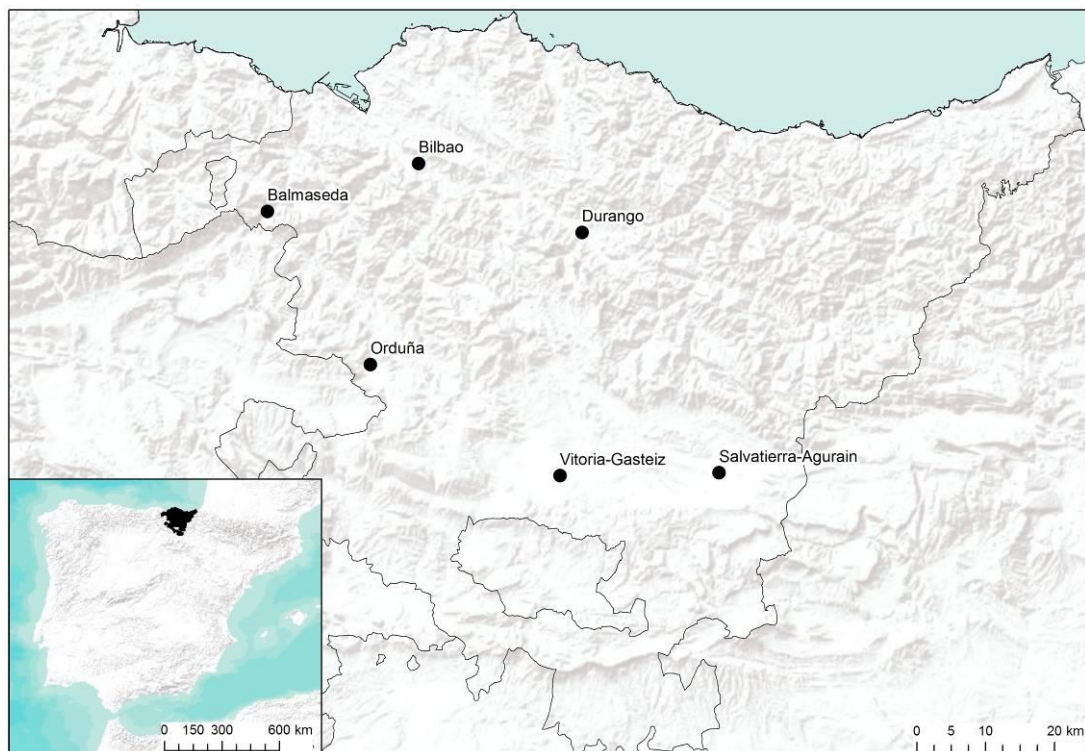 Bilbao
Balmaseda
Durango
Orduña
Vitoria-Gasteiz
Salvatierra-Agurain
0 150 300 600 km
0 5 10 20 km